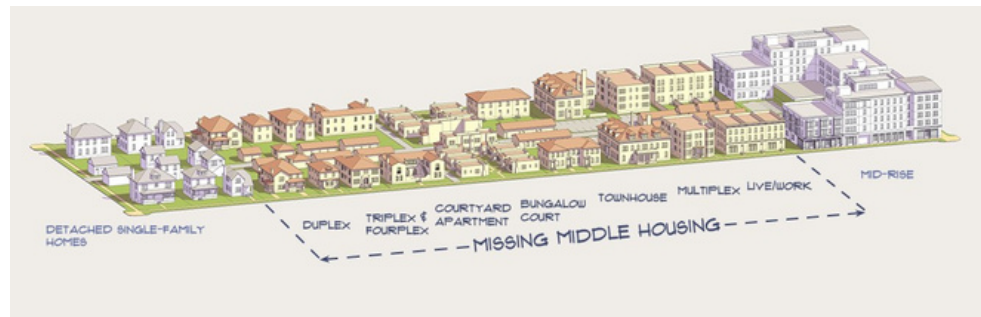 DETACHED SINGLE-FAMILY
HOMES
DUPLEX
TRIPLEX &
FOURPLEX
COURTYARD
APARTMENT
BUNGALOW
COURT
TOWNHOUSE
MULTIPLEX
LIVE/WORK
MID-RISE
MISSING MIDDLE HOUSING